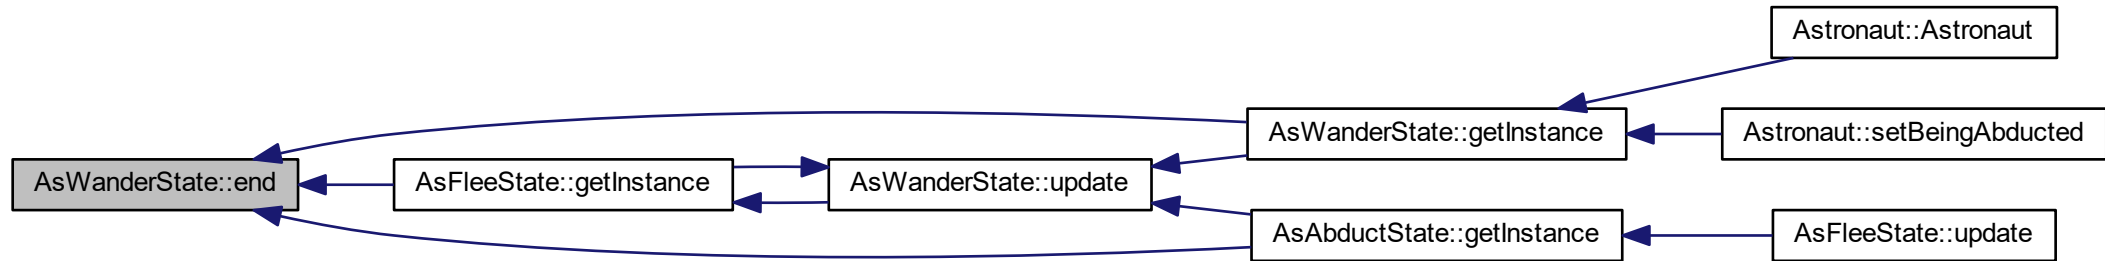 Astronaut::Astronaut
AsWanderState::getInstance
Astronaut::setBeingAbducted
AsWanderState::end
AsFleeState::getInstance
AsWanderState::update
AsAbductState::getInstance
AsFleeState::update